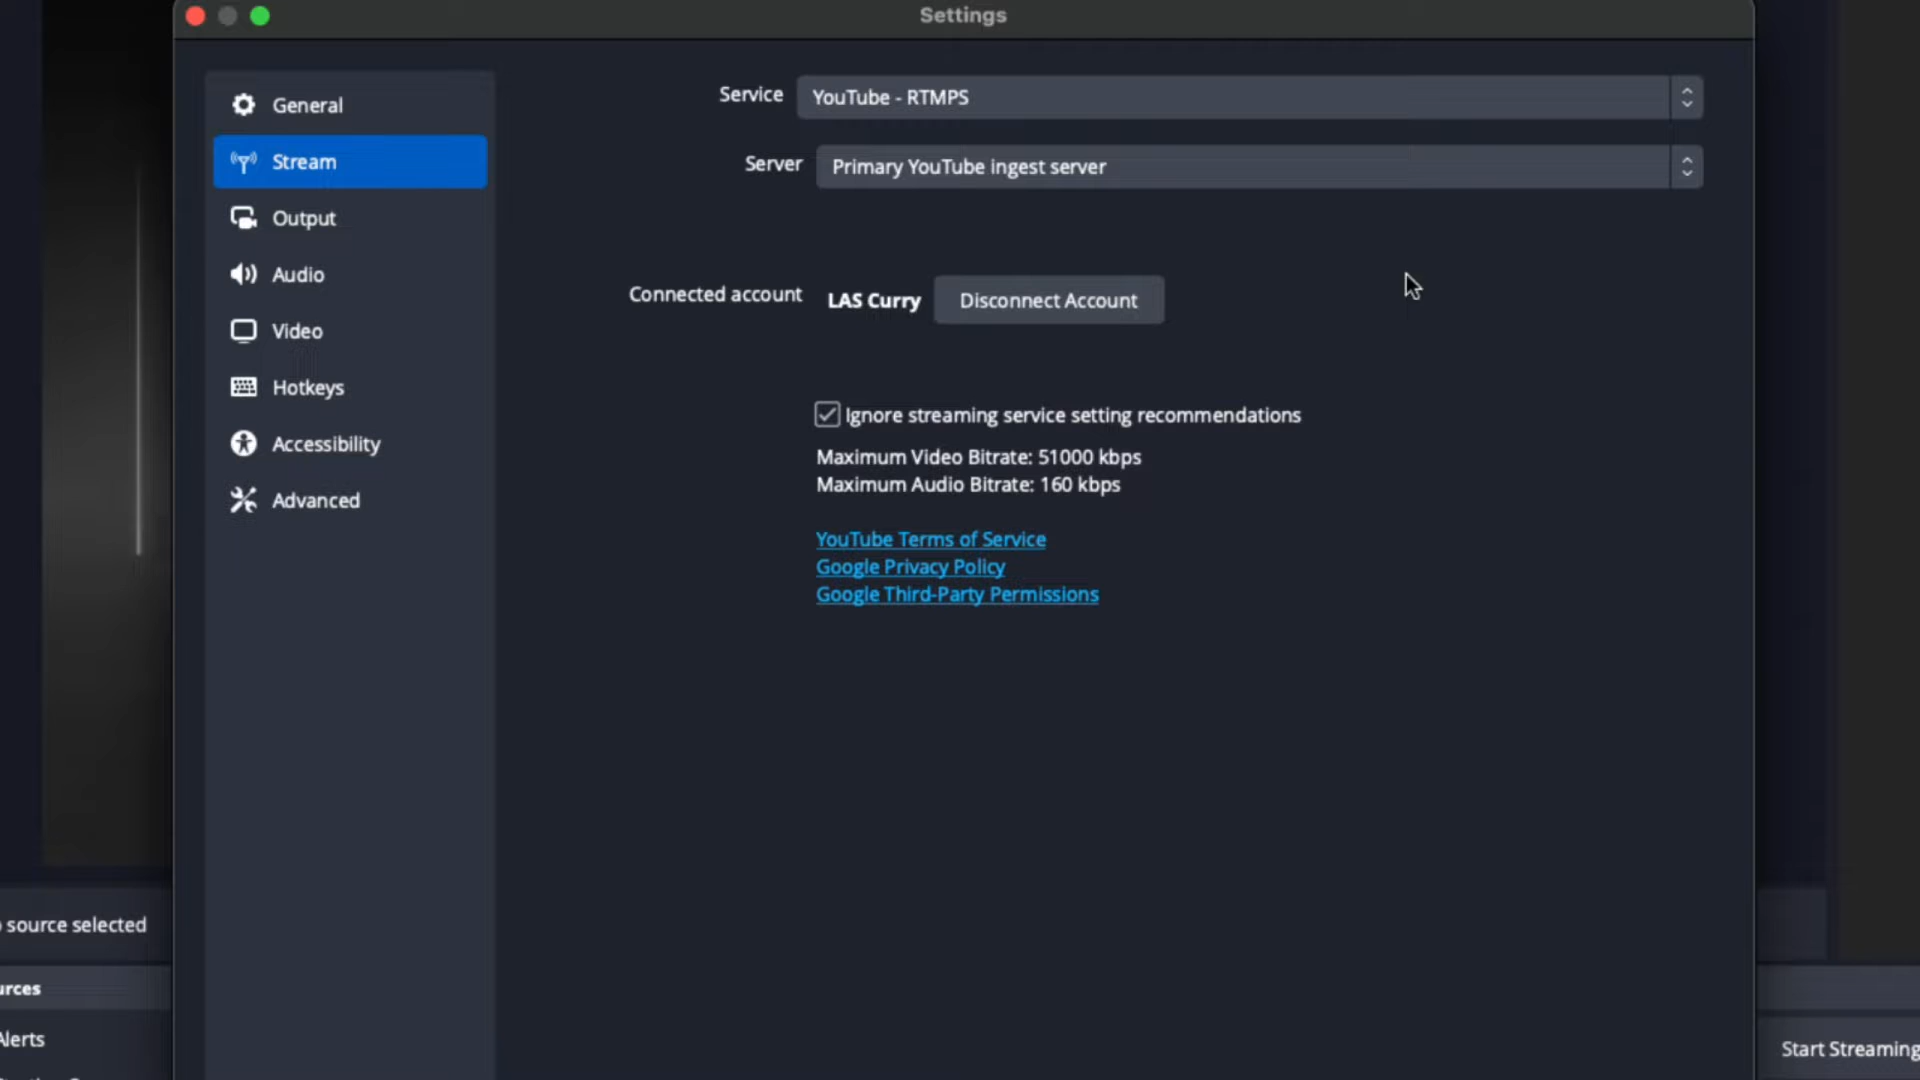 Settings
General
Stream
Output
Audio
Video
Hotkeys
Accessibility
Advanced
Service YouTube - RTMPS
Server Primary YouTube ingest server
Connected account LAS Curry Disconnect Account
Ignore streaming service setting recommendations
Maximum Video Bitrate: 51000 kbps
Maximum Audio Bitrate: 160 kbps
YouTube Terms of Service
Google Privacy Policy
Google Third-Party Permissions
source selected
urces
Alerts
Start Streaming